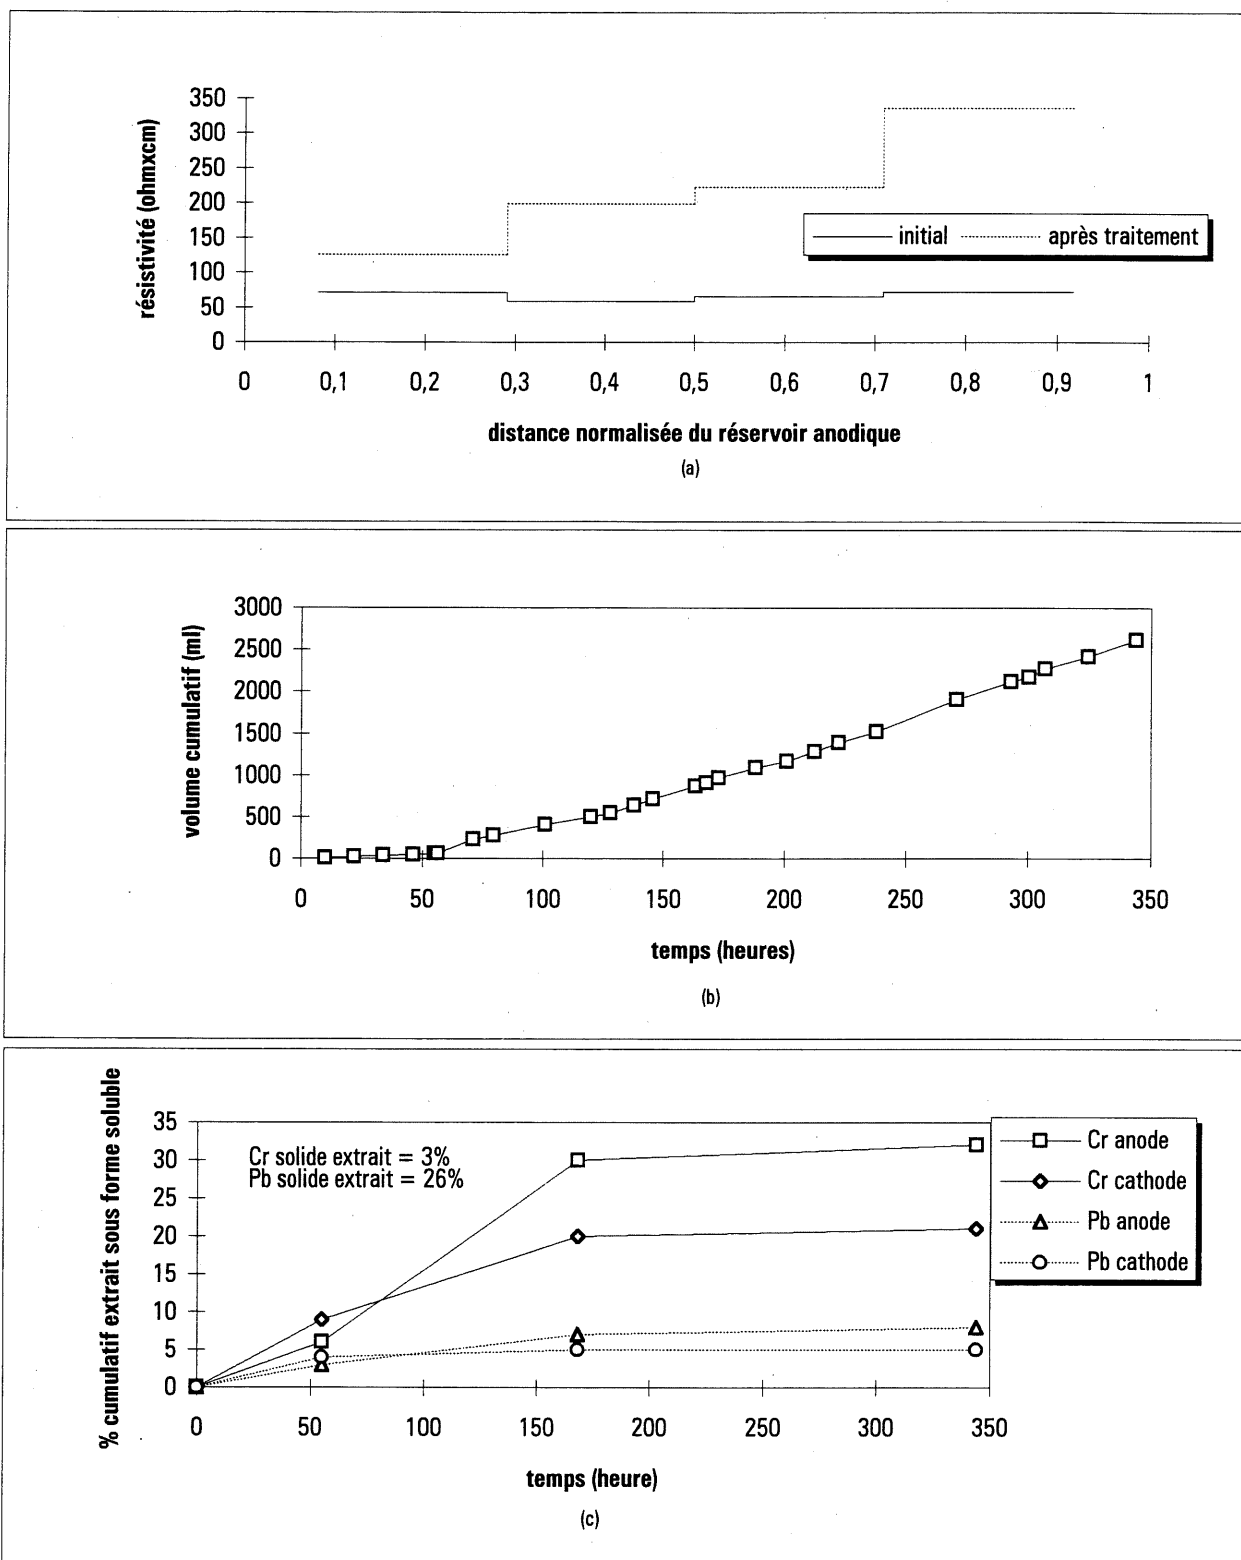 350
300
250
200
150
100
50
0
résistivité (ohmxcm)
initial
après traitement
0 0,1 0,2 0,3 0,4 0,5 0,6 0,7 0,8 0,9 1
distance normalisée du réservoir anodique
(a)
3000
2500
2000
1500
1000
500
0
volume cumulatif (ml)
0 50 100 150 200 250 300 350
temps (heures)
(b)
% cumulatif extrait sous forme soluble
35
30
25
20
15
10
5
0
Cr solide extrait = 3%
Pb solide extrait = 26%
Cr anode
Cr cathode
Pb anode
Pb cathode
0 50 100 150 200 250 300 350
temps (heure)
(c)